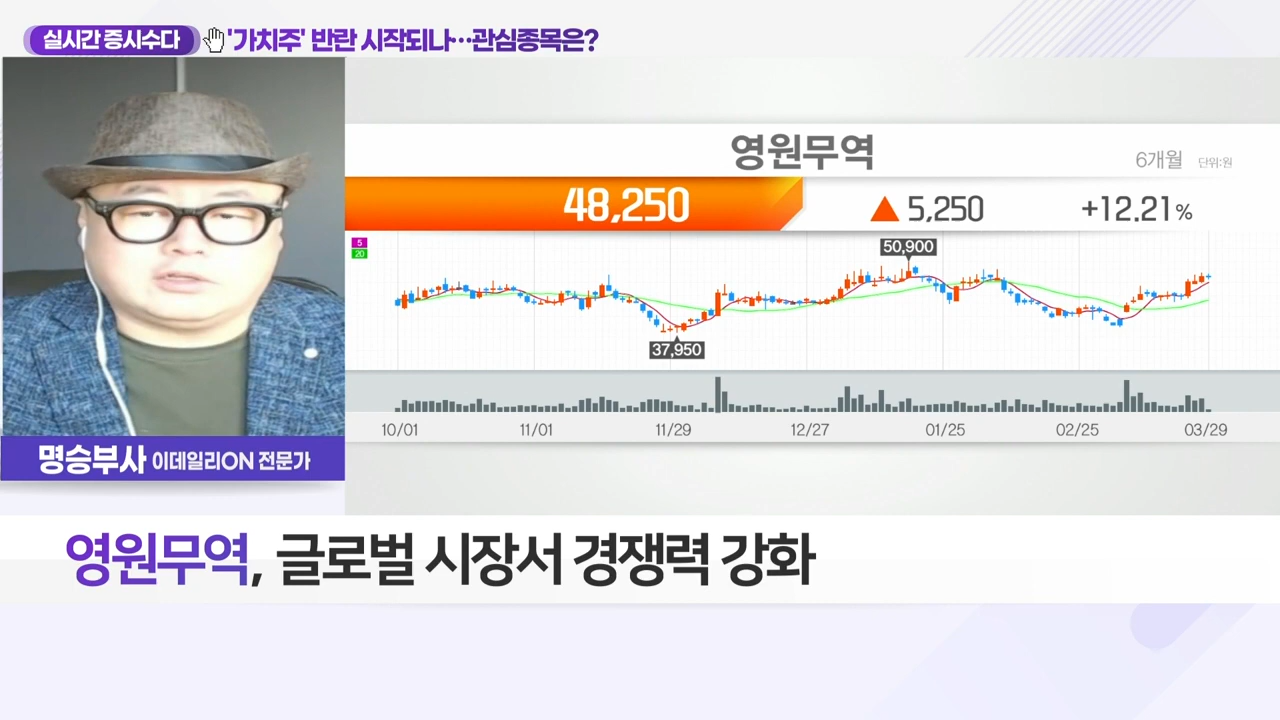 실시간 증시수다
'가치주' 반란 시작되나…관심종목은?
영원무역
6개월 단위:원
48,250 ▲ 5,250 +12.21%
5
20
50,900
37,950
10/01 11/01 11/29 12/27 01/25 02/25 03/29
명승부사 이데일리ON 전문가
영원무역, 글로벌 시장서 경쟁력 강화